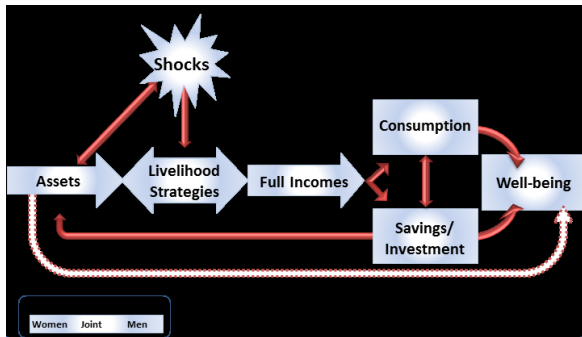 Shocks
Consumption
Assets
Livelihood
Strategies
Full Incomes
Well-being
Savings/
Investment
Women Joint Men